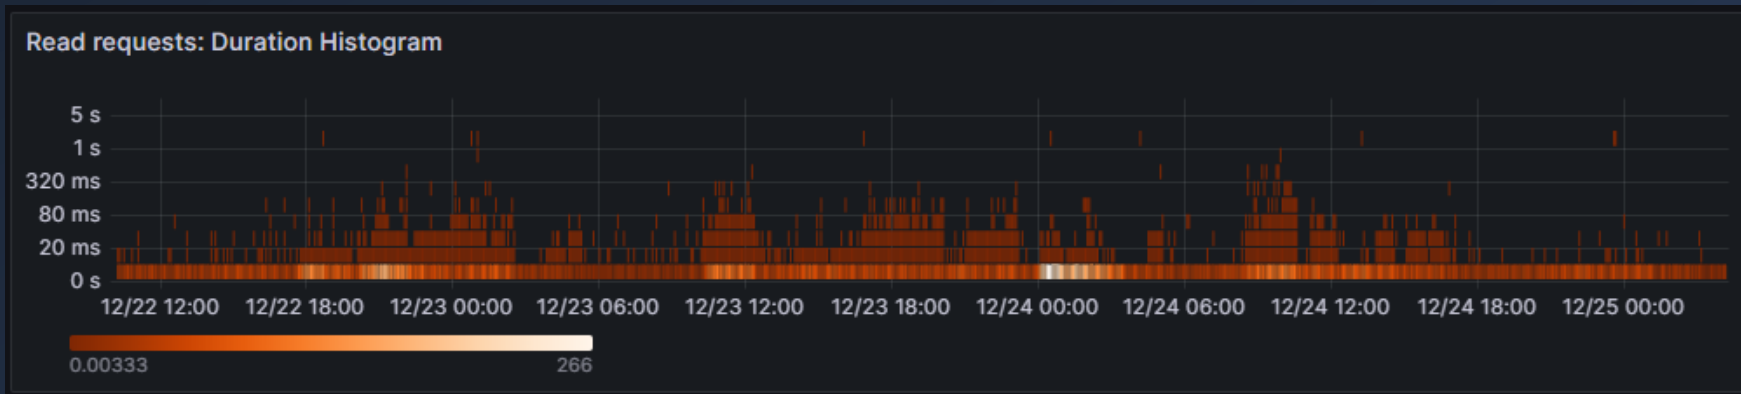 Read requests: Duration Histogram
5 s
1 s
320 ms
80 ms
20 ms
0 s
12/22 12:00 12/22 18:00 12/23 00:00 12/23 06:00 12/23 12:00 12/23 18:00 12/24 00:00 12/24 06:00 12/24 12:00 12/24 18:00 12/25 00:00
0.00333 266